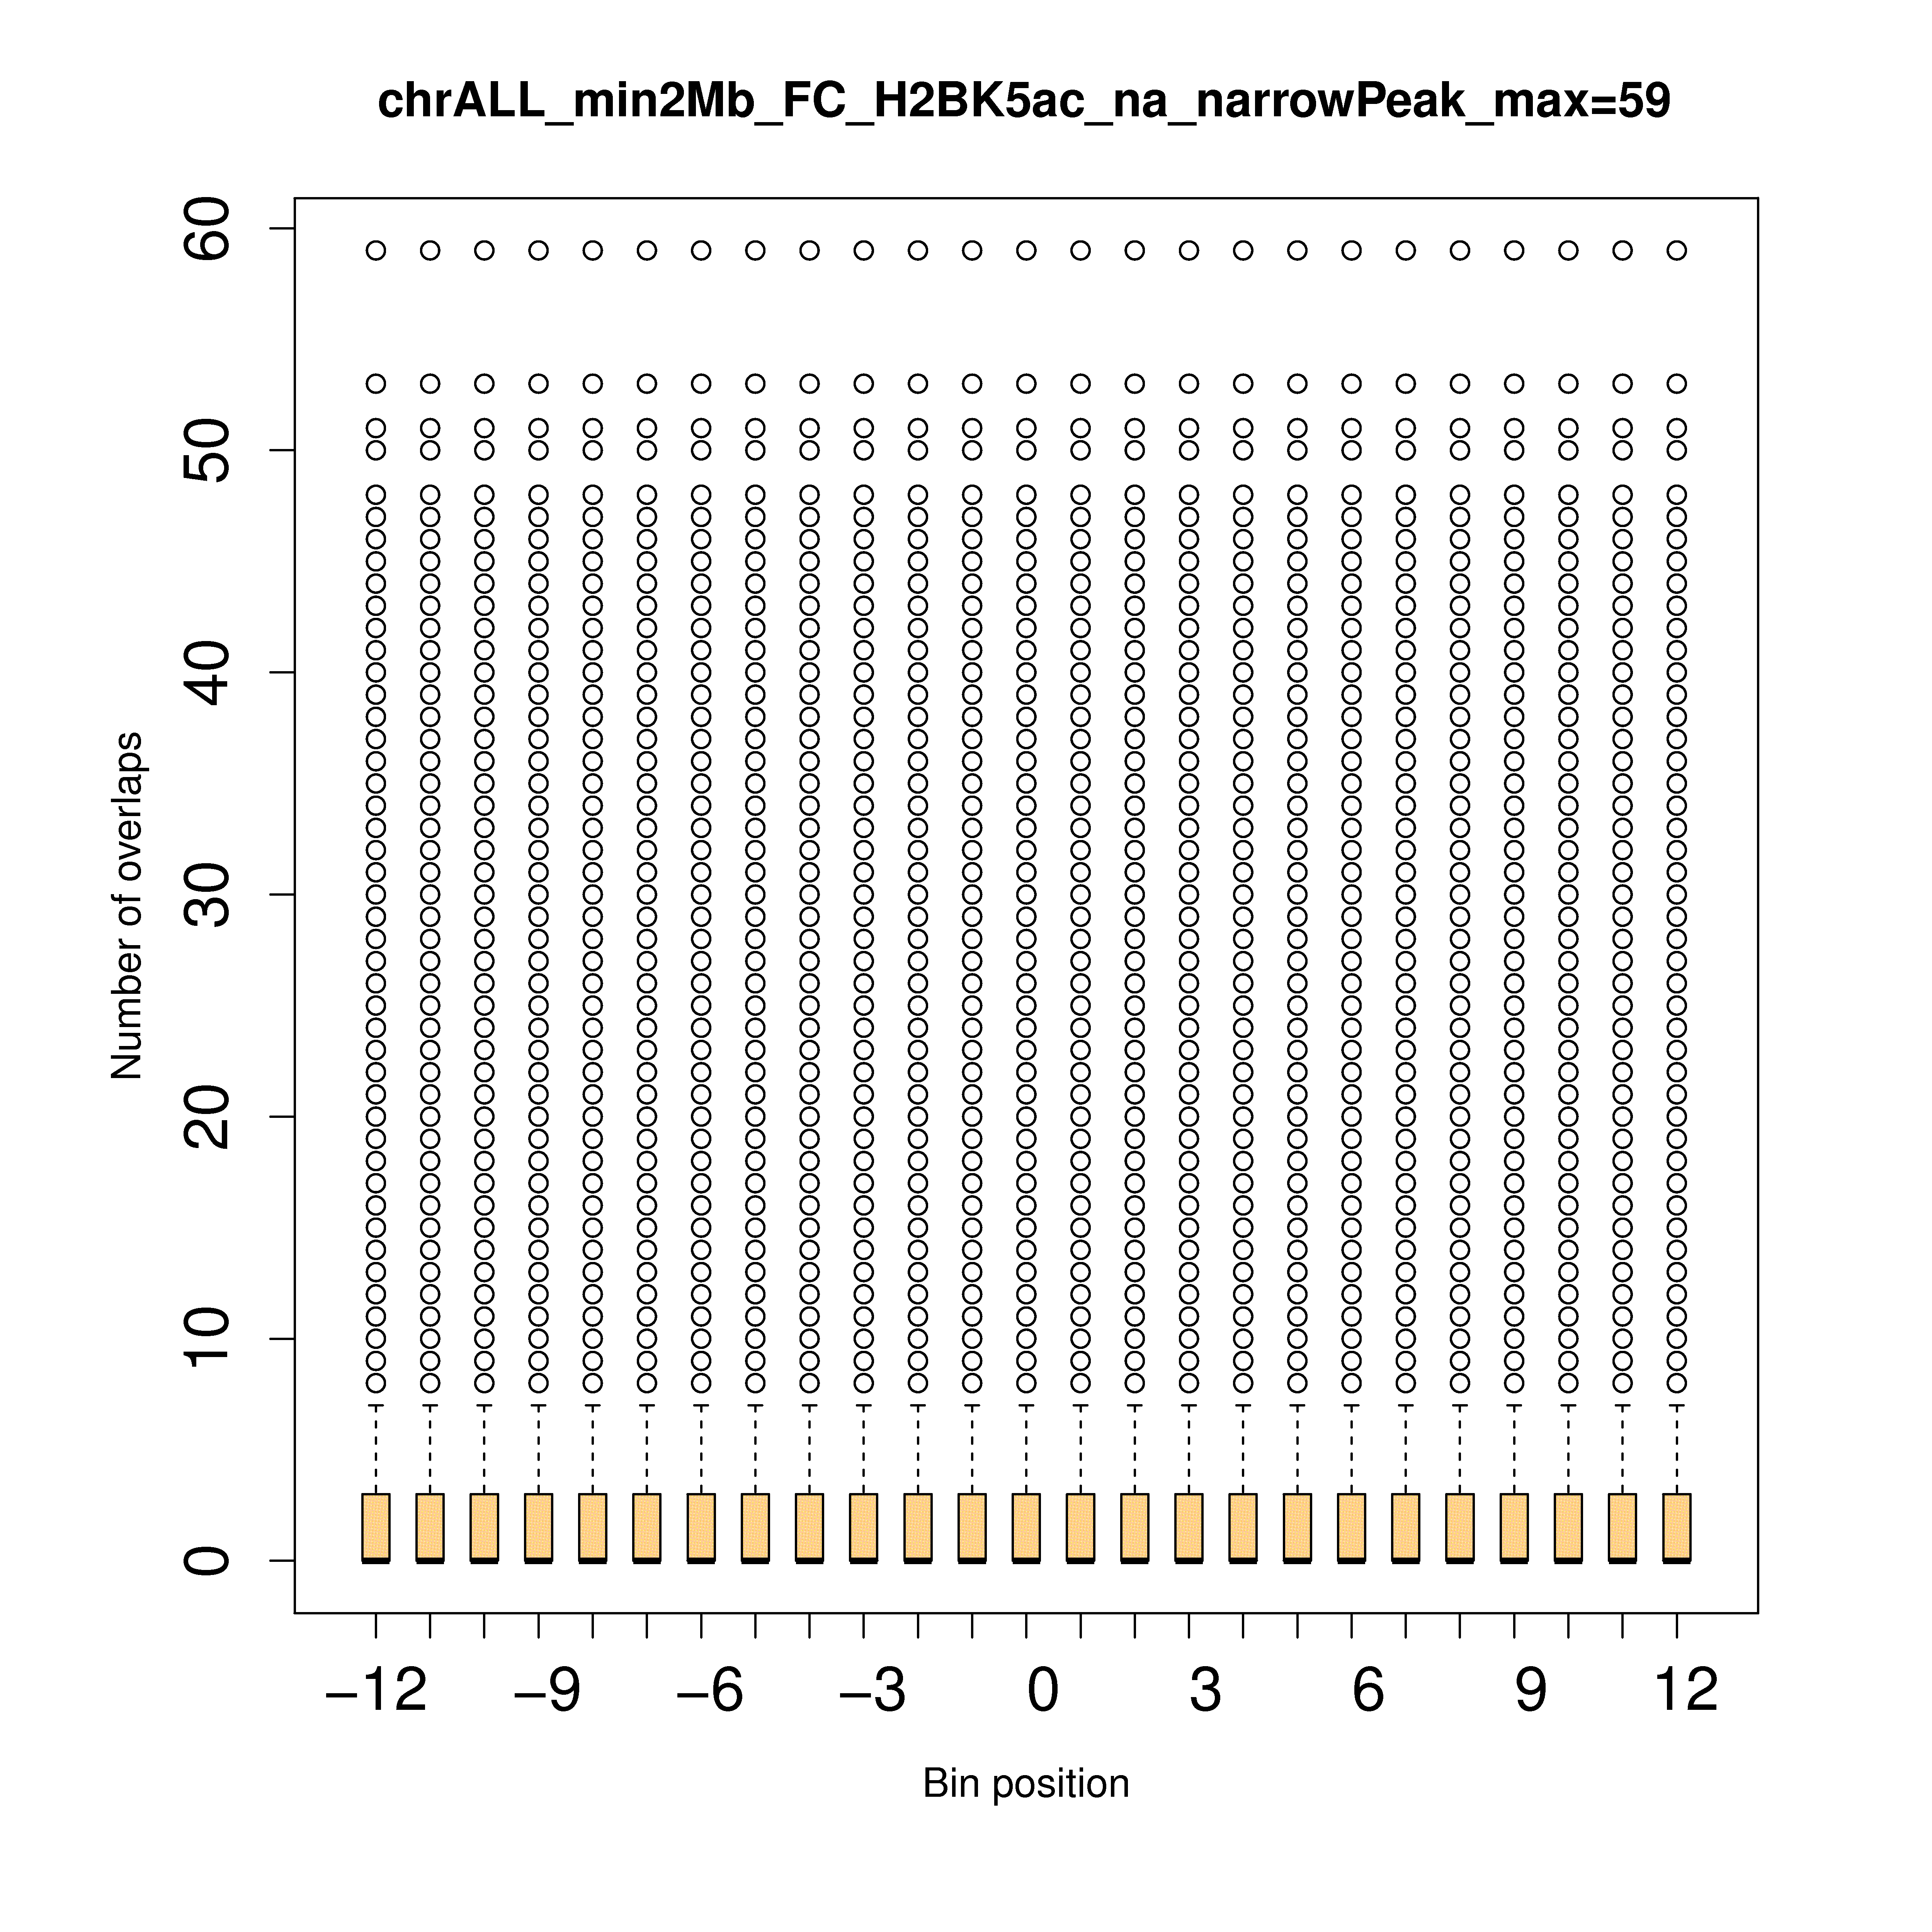 chrALL_min2Mb_FC_H2BK5ac_na_narrowPeak_max=59
60
50
40
30
20
10
0
Number of overlaps
−12 −9 −6 −3 0 3 6 9 12
Bin position